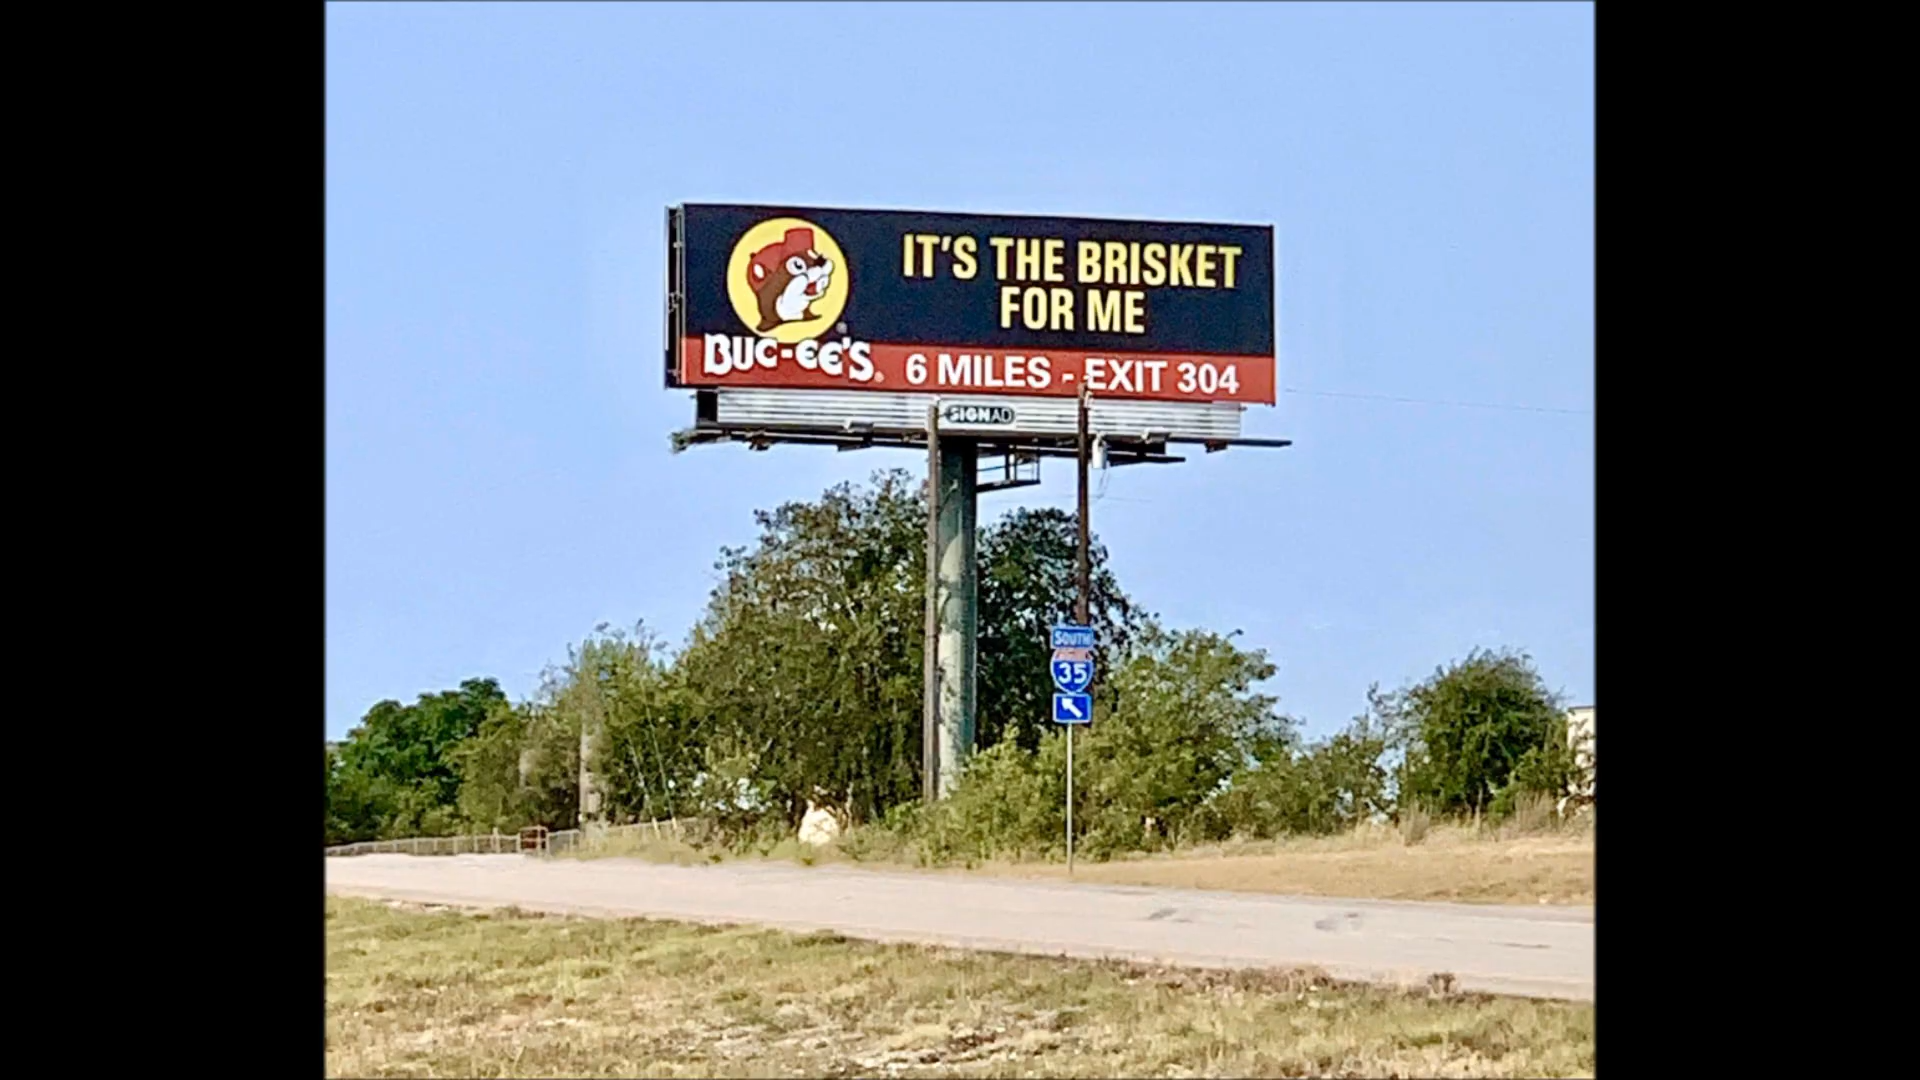 IT'S THE BRISKET
FOR ME
BUC-EE'S®
6 MILES - EXIT 304
SIGNAD
SOUTH
35